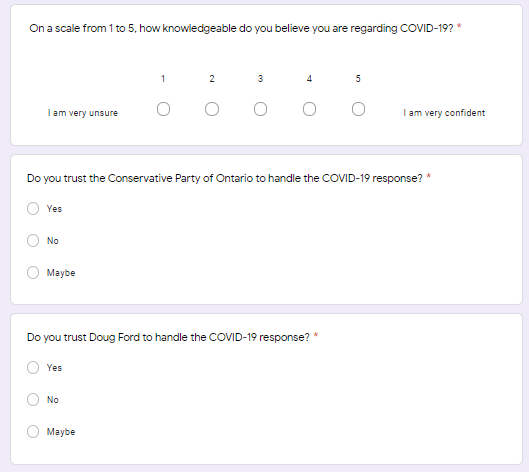 On a scale from 1 to 5, how knowledgeable do you believe you are regarding COVID-19? *
1 2 3 4 5
I am very unsure I am very confident
Do you trust the Conservative Party of Ontario to handle the COVID-19 response? *
Yes
No
Maybe
Do you trust Doug Ford to handle the COVID-19 response? *
Yes
No
Maybe